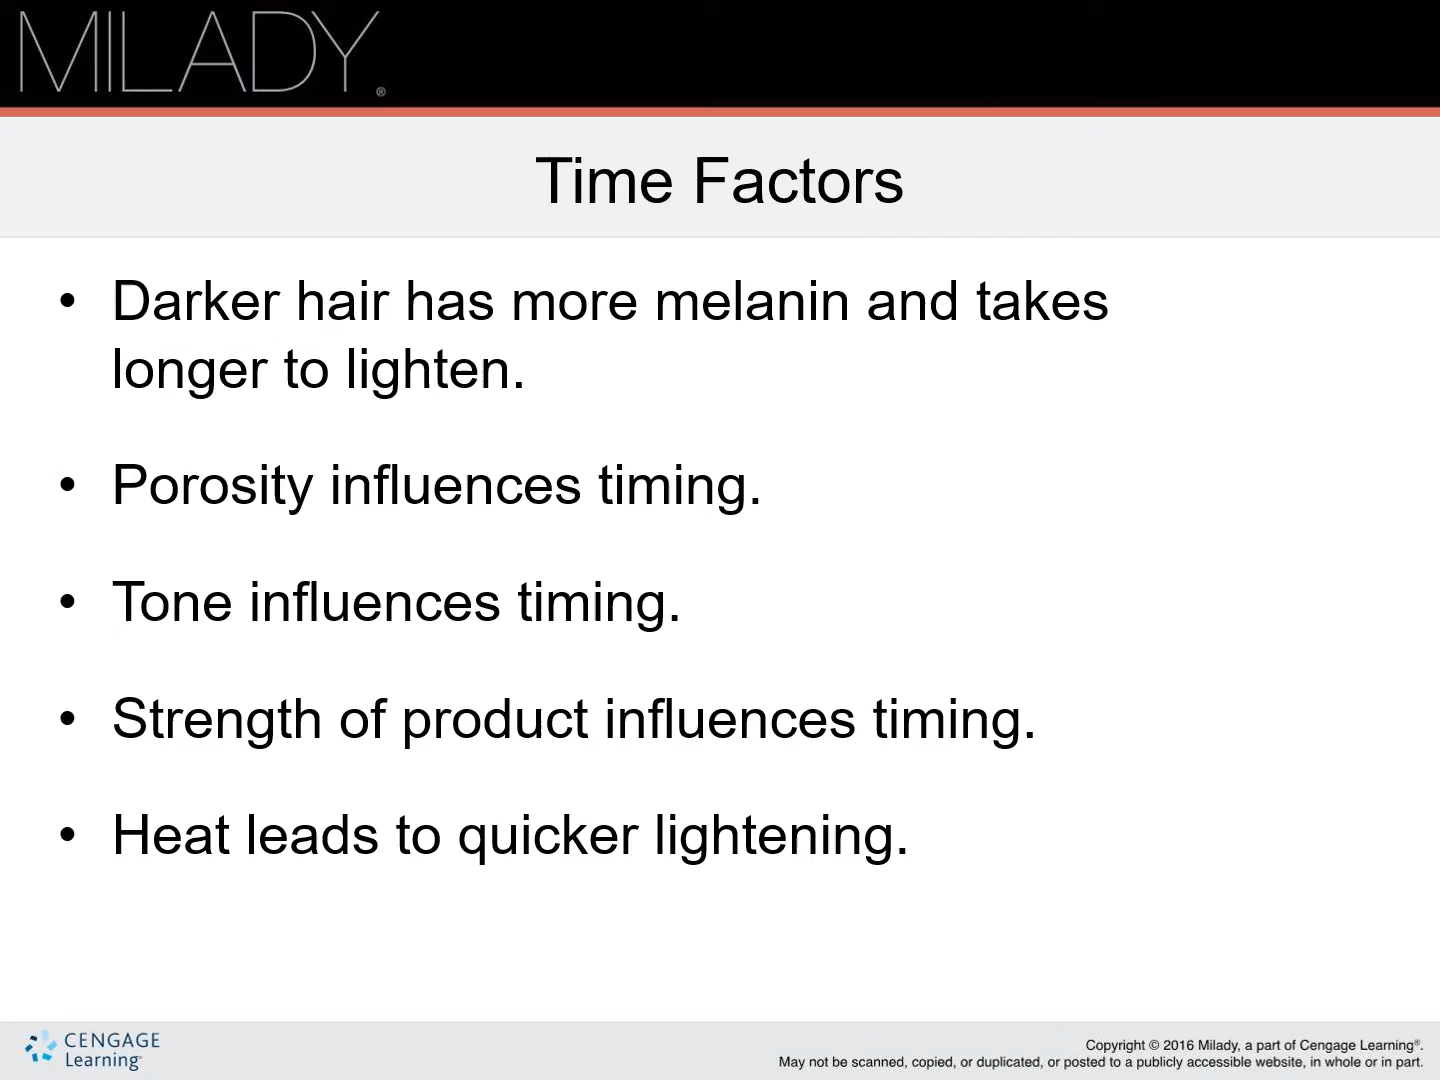 MILADY®
Time Factors
• Darker hair has more melanin and takes
longer to lighten.
• Porosity influences timing.
• Tone influences timing.
• Strength of product influences timing.
• Heat leads to quicker lightening.
CENGAGE
Learning·
Copyright © 2016 Milady, a part of Cengage Learning®.
May not be scanned, copied, or duplicated, or posted to a publicly accessible website, in whole or in part.